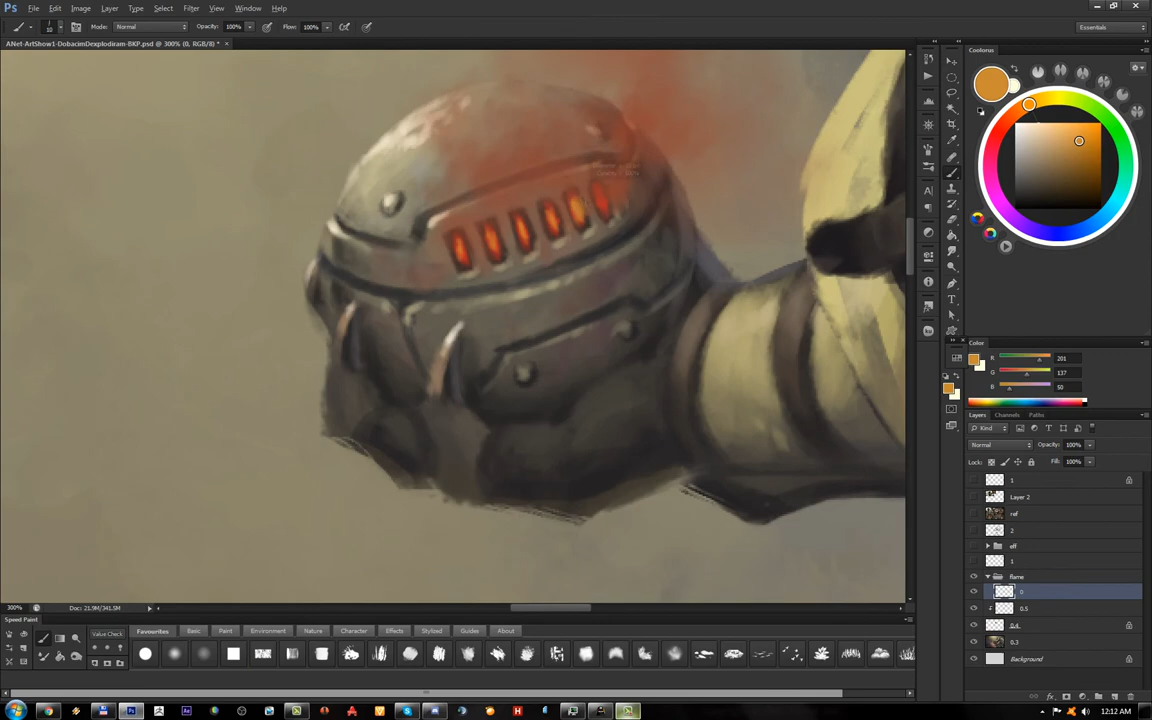 Ps File Edit Image Layer Type Select Filter View Window Help
10 Mode: Normal Opacity: 100% Flow: 100% Essentials
ANet-ArtShow1-DobacimDexplodiram-BKP.psd @ 300% (0, RGB/8) *
Coolorus
Color
R 201
G 137
B 50
Layers Channels Paths
Kind
Normal Opacity: 100%
Lock: Fill: 100%
1
Layer 2
ref
2
eff
1
flame
0
0.5
0.4
0.3
Background
300% Doc: 21.9M/341.5M
Speed Paint
Value Check Favourites Basic Paint Environment Nature Character Effects Stylized Guides About
12:12 AM